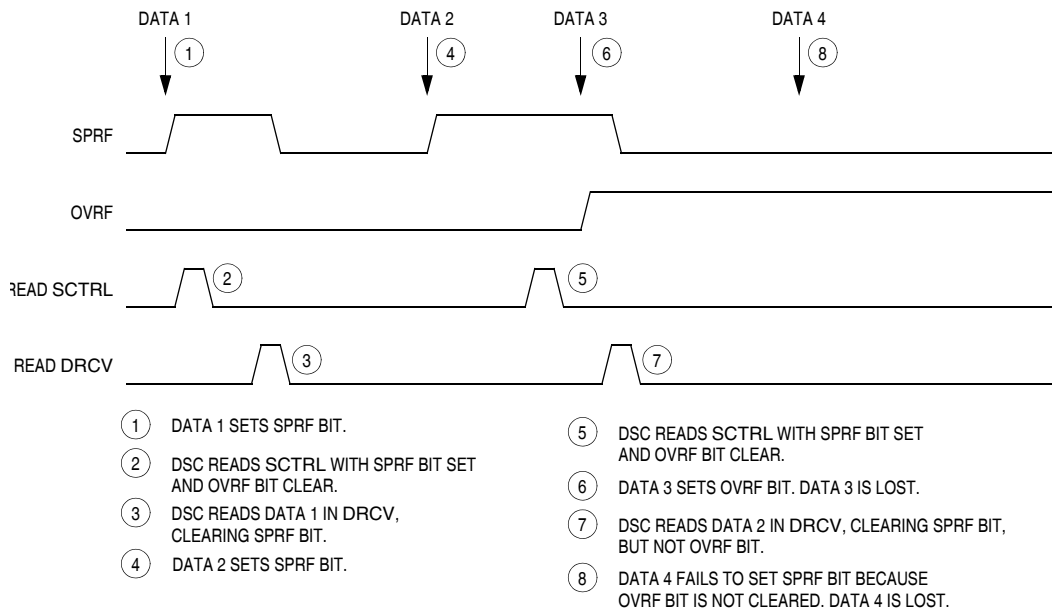 DATA 1 DATA 2 DATA 3 DATA 4
1 4 6 8
SPRF
OVRF
READ SCTRL 2 5
READ DRCV 3 7
1 DATA 1 SETS SPRF BIT.
2 DSC READS SCTRL WITH SPRF BIT SET
AND OVRF BIT CLEAR.
3 DSC READS DATA 1 IN DRCV,
CLEARING SPRF BIT.
4 DATA 2 SETS SPRF BIT.
5 DSC READS SCTRL WITH SPRF BIT SET
AND OVRF BIT CLEAR.
6 DATA 3 SETS OVRF BIT. DATA 3 IS LOST.
7 DSC READS DATA 2 IN DRCV, CLEARING SPRF BIT,
BUT NOT OVRF BIT.
8 DATA 4 FAILS TO SET SPRF BIT BECAUSE
OVRF BIT IS NOT CLEARED. DATA 4 IS LOST.